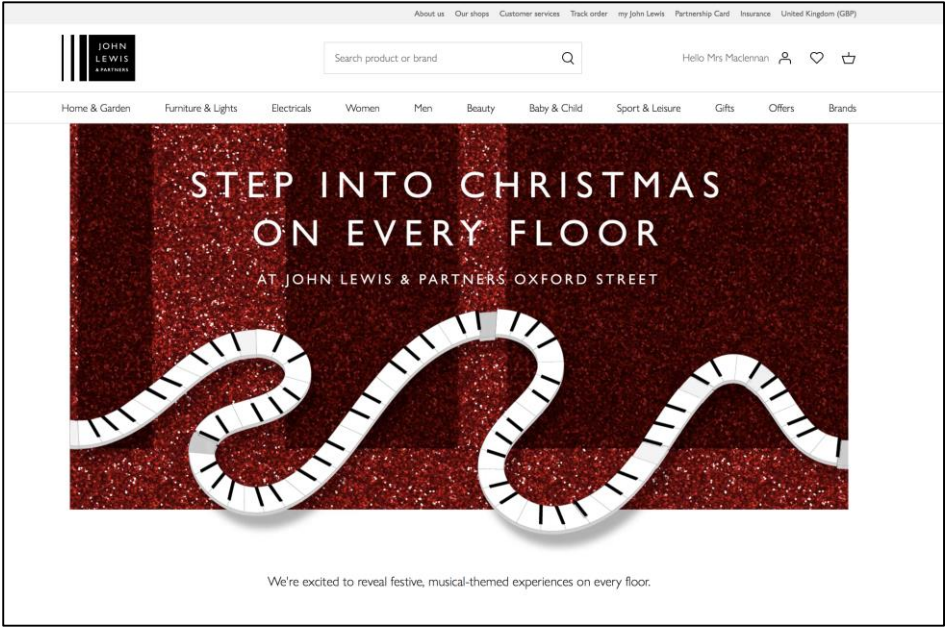 About us Our shops Customer services Track order my John Lewis Partnership Card Insurance United Kingdom (GBP)
JOHN
LEWIS
& PARTNERS
Search product or brand
Hello Mrs Maclennan
Home & Garden Furniture & Lights Electricals Women Men Beauty Baby & Child Sport & Leisure Gifts Offers Brands
STEP INTO CHRISTMAS
ON EVERY FLOOR
AT JOHN LEWIS & PARTNERS OXFORD STREET
We're excited to reveal festive, musical-themed experiences on every floor.